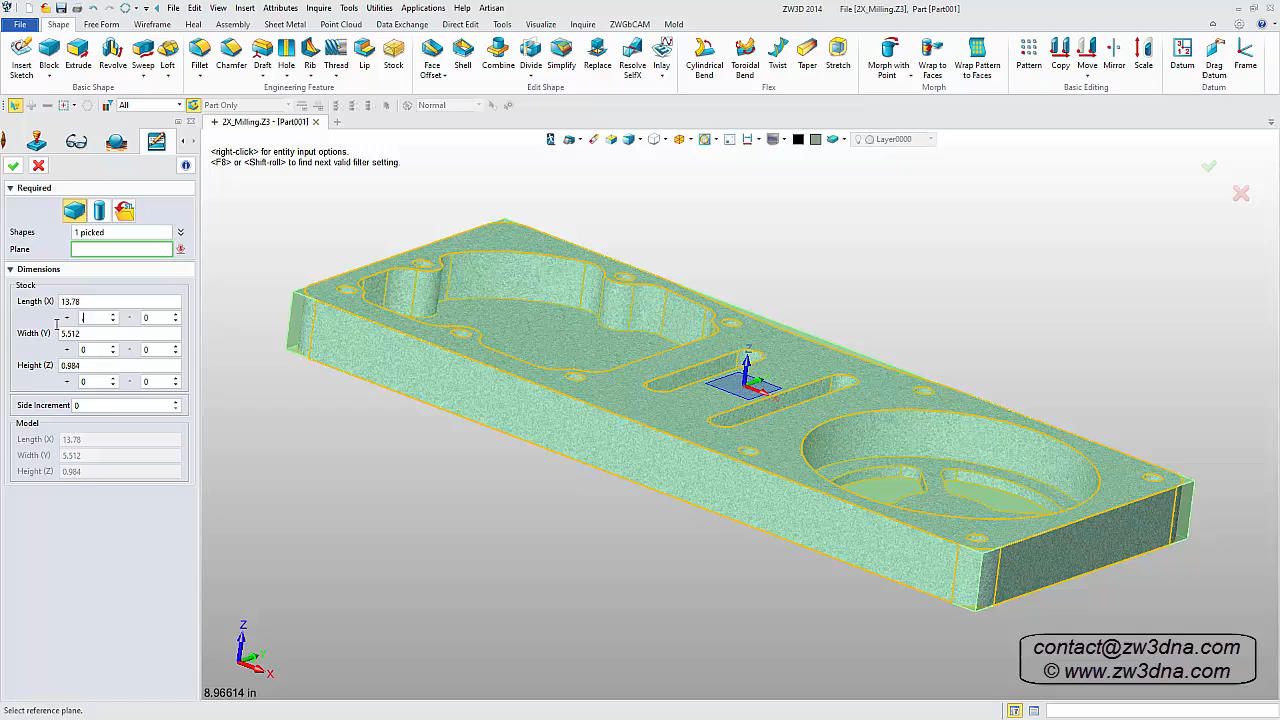 File Edit View Insert Attributes Inquire Tools Utilities Applications Help Artisan ZW3D 2014 File [2X_Milling.Z3], Part [Part001]
File Shape Free Form Wireframe Heal Assembly Sheet Metal Point Cloud Data Exchange Direct Edit Tools Visualize Inquire ZWGbCAM Mold
Insert Sketch Block Extrude Revolve Sweep Loft Fillet Chamfer Draft Hole Rib Thread Lip Stock Face Offset Shell Combine Divide Simplify Replace Resolve SelfX Inlay Cylindrical Bend Toroidal Bend Twist Taper Stretch Morph with Point Wrap to Faces Wrap Pattern to Faces Pattern Copy Move Mirror Scale Datum Drag Datum Frame
Basic Shape Engineering Feature Edit Shape Flex Morph Basic Editing Datum
All Part Only Normal
2X_Milling.Z3 - [Part001]
Layer0000
<right-click> for entity input options.
<F8> or <Shift-roll> to find next valid filter setting.
Required
STL
Shapes 1 picked
Plane
Dimensions
Stock
Length (X) 13.78
+ . - 0
Width (Y) 5.512
+ 0 - 0
Height (Z) 0.984
+ 0 - 0
Side Increment 0
Model
Length (X) 13.78
Width (Y) 5.512
Height (Z) 0.984
Z
X
Z
Y
X
8.96614 in
contact@zw3dna.com
© www.zw3dna.com
Select reference plane.